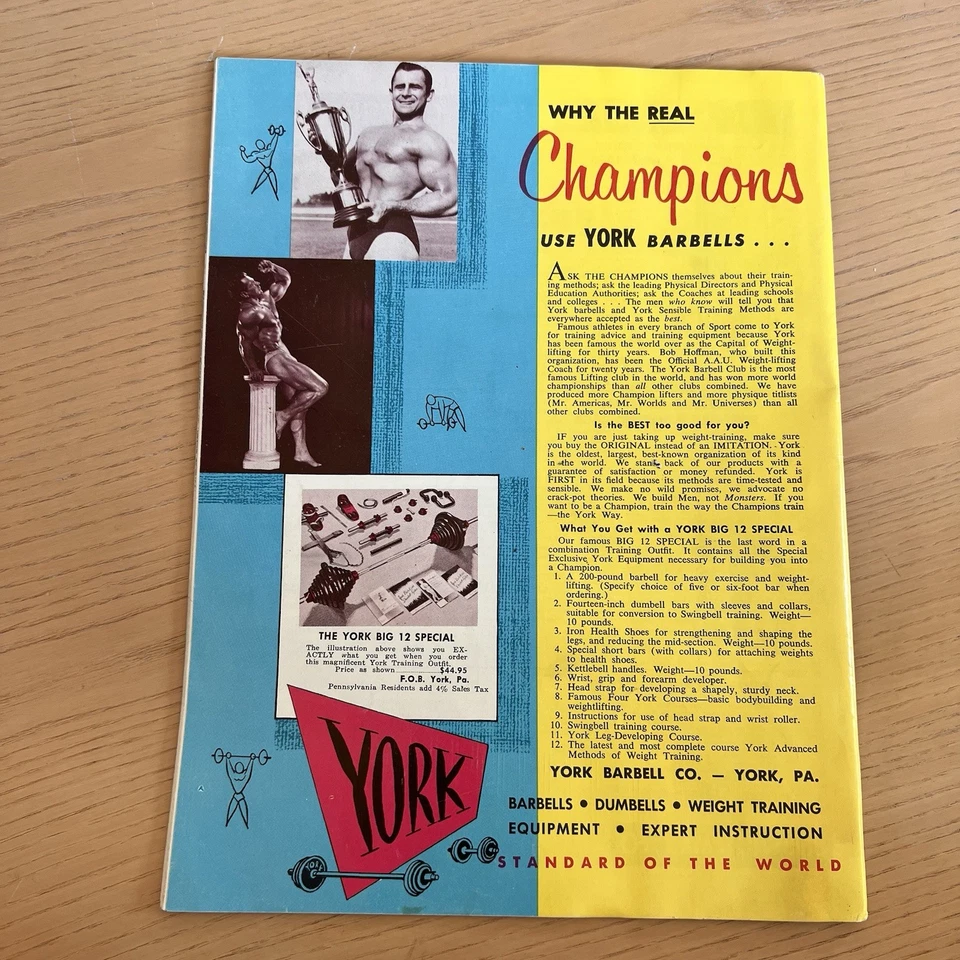 WHY THE REAL
Champions
USE YORK BARBELLS . . .
ASK THE CHAMPIONS themselves about their train-
ing methods; ask the leading Physical Directors and Physical
Education Authorities; ask the Coaches at leading schools
and colleges . . . The men who know will tell you that
York barbells and York Sensible Training Methods are
everywhere accepted as the best.
Famous athletes in every branch of Sport come to York
for training advice and training equipment because York
has been famous the world over as the Capital of Weight-
lifting for thirty years. Bob Hoffman, who built this
organization, has been the Official A.A.U. Weight-lifting
Coach for twenty years. The York Barbell Club is the most
famous Lifting club in the world, and has won more world
championships than all other clubs combined. We have
produced more Champion lifters and more physique titlists
(Mr. Americas, Mr. Worlds and Mr. Universes) than all
other clubs combined.
Is the BEST too good for you?
IF you are just taking up weight-training, make sure
you buy the ORIGINAL instead of an IMITATION. York
is the oldest, largest, best-known organization of its kind
in the world. We stand back of our products with a
guarantee of satisfaction or money refunded. York is
FIRST in its field because its methods are time-tested and
sensible. We make no wild promises, we advocate no
crack-pot theories. We build Men, not Monsters. If you
want to be a Champion, train the way the Champions train
—the York Way.
What You Get with a YORK BIG 12 SPECIAL
Our famous BIG 12 SPECIAL is the last word in a
combination Training Outfit. It contains all the Special
Exclusive York Equipment necessary for building you into
a Champion.
1. A 200-pound barbell for heavy exercise and weight-
lifting. (Specify choice of five or six-foot bar when
ordering.)
2. Fourteen-inch dumbell bars with sleeves and collars,
suitable for conversion to Swingbell training. Weight—
10 pounds.
3. Iron Health Shoes for strengthening and shaping the
legs, and reducing the mid-section. Weight—10 pounds.
4. Special short bars (with collars) for attaching weights
to health shoes.
5. Kettlebell handles. Weight—10 pounds.
6. Wrist, grip and forearm developer.
7. Head strap for developing a shapely, sturdy neck.
8. Famous Four York Courses—basic bodybuilding and
weightlifting.
9. Instructions for use of head strap and wrist roller.
10. Swingbell training course.
11. York Leg-Developing Course.
12. The latest and most complete course York Advanced
Methods of Weight Training.
YORK BARBELL CO. — YORK, PA.
BARBELLS • DUMBELLS • WEIGHT TRAINING
EQUIPMENT • EXPERT INSTRUCTION
STANDARD OF THE WORLD
THE YORK BIG 12 SPECIAL
The illustration above shows you EX-
ACTLY what you get when you order
this magnificent York Training Outfit.
Price as shown $44.95
F.O.B. York, Pa.
Pennsylvania Residents add 4% Sales Tax
YORK